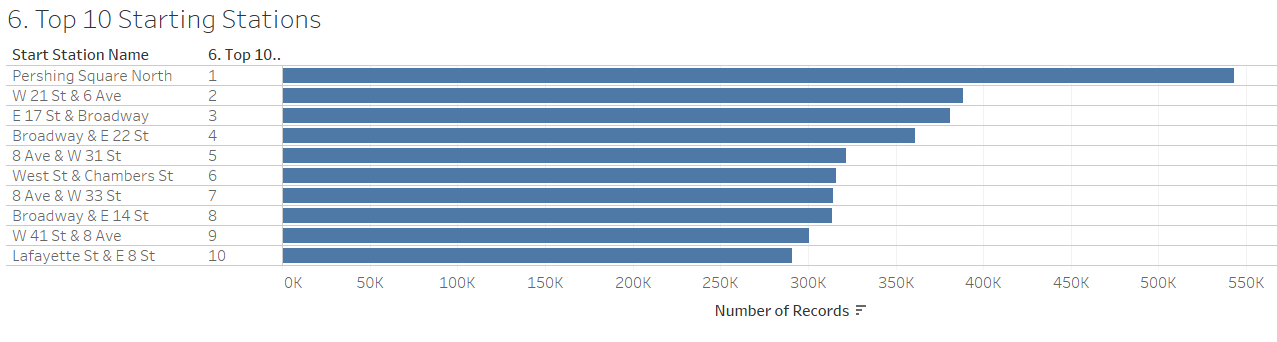 6. Top 10 Starting Stations
Start Station Name 6. Top 10..
Pershing Square North 1
W 21 St & 6 Ave 2
E 17 St & Broadway 3
Broadway & E 22 St 4
8 Ave & W 31 St 5
West St & Chambers St 6
8 Ave & W 33 St 7
Broadway & E 14 St 8
W 41 St & 8 Ave 9
Lafayette St & E 8 St 10
0K 50K 100K 150K 200K 250K 300K 350K 400K 450K 500K 550K
Number of Records